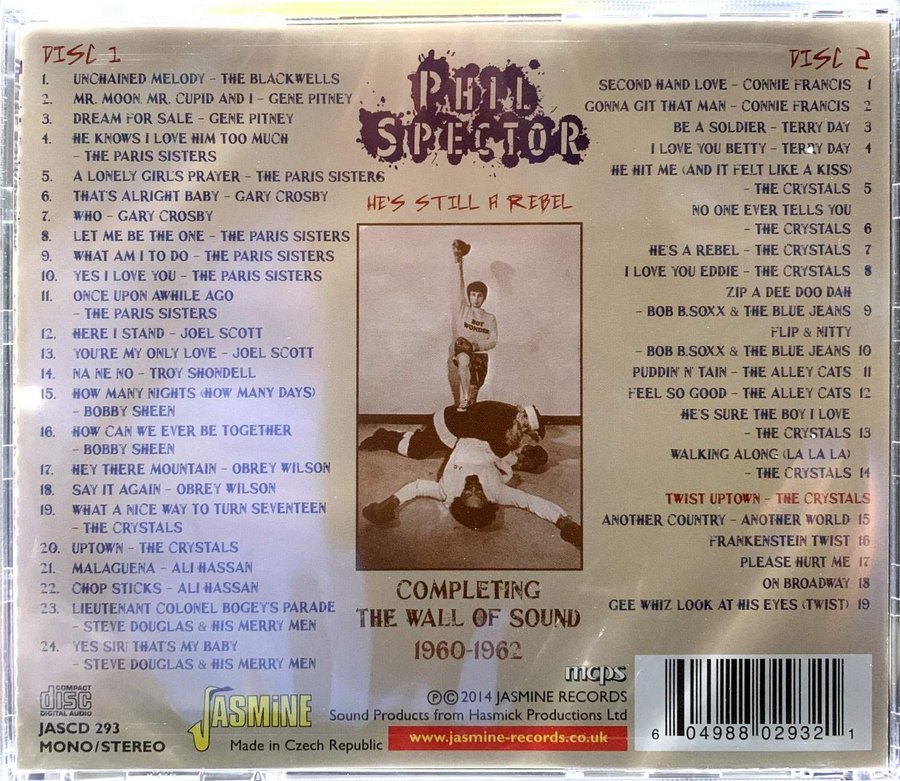 DISC 1
1. UNCHAINED MELODY - THE BLACKWELLS
2. MR. MOON, MR. CUPID AND I - GENE PITNEY
3. DREAM FOR SALE - GENE PITNEY
4. HE KNOWS I LOVE HIM TOO MUCH
- THE PARIS SISTERS
5. A LONELY GIRL'S PRAYER - THE PARIS SISTERS
6. THAT'S ALRIGHT BABY - GARY CROSBY
7. WHO - GARY CROSBY
8. LET ME BE THE ONE - THE PARIS SISTERS
9. WHAT AM I TO DO - THE PARIS SISTERS
10. YES I LOVE YOU - THE PARIS SISTERS
11. ONCE UPON AWHILE AGO
- THE PARIS SISTERS
12. HERE I STAND - JOEL SCOTT
13. YOU'RE MY ONLY LOVE - JOEL SCOTT
14. NA NE NO - TROY SHONDELL
15. HOW MANY NIGHTS (HOW MANY DAYS)
- BOBBY SHEEN
16. HOW CAN WE EVER BE TOGETHER
- BOBBY SHEEN
17. HEY THERE MOUNTAIN - OBREY WILSON
18. SAY IT AGAIN - OBREY WILSON
19. WHAT A NICE WAY TO TURN SEVENTEEN
- THE CRYSTALS
20. UPTOWN - THE CRYSTALS
21. MALAGUENA - ALI HASSAN
22. CHOP STICKS - ALI HASSAN
23. LIEUTENANT COLONEL BOGEY'S PARADE
- STEVE DOUGLAS & HIS MERRY MEN
24. YES SIR! THAT'S MY BABY
- STEVE DOUGLAS & HIS MERRY MEN
PHIL
SPECTOR
HE'S STILL A REBEL
BOY
WONDER
COMPLETING
THE WALL OF SOUND
1960-1962
DISC 2
SECOND HAND LOVE - CONNIE FRANCIS 1
GONNA GIT THAT MAN - CONNIE FRANCIS 2
BE A SOLDIER - TERRY DAY 3
I LOVE YOU BETTY - TERRY DAY 4
HE HIT ME (AND IT FELT LIKE A KISS)
- THE CRYSTALS 5
NO ONE EVER TELLS YOU
- THE CRYSTALS 6
HE'S A REBEL - THE CRYSTALS 7
I LOVE YOU EDDIE - THE CRYSTALS 8
ZIP A DEE DOO DAH
- BOB B.SOXX & THE BLUE JEANS 9
FLIP & NITTY
- BOB B.SOXX & THE BLUE JEANS 10
PUDDIN' N' TAIN - THE ALLEY CATS 11
FEEL SO GOOD - THE ALLEY CATS 12
HE'S SURE THE BOY I LOVE
- THE CRYSTALS 13
WALKING ALONG (LA LA LA)
- THE CRYSTALS 14
TWIST UPTOWN - THE CRYSTALS
ANOTHER COUNTRY - ANOTHER WORLD 15
FRANKENSTEIN TWIST 16
PLEASE HURT ME 17
ON BROADWAY 18
GEE WHIZ LOOK AT HIS EYES (TWIST) 19
COMPACT
disc
DIGITAL AUDIO
JASCD 293
MONO/STEREO
JASMINE
Made in Czech Republic
mcps
℗© 2014 JASMINE RECORDS
Sound Products from Hasmick Productions Ltd
www.jasmine-records.co.uk
6 04988 02932 1